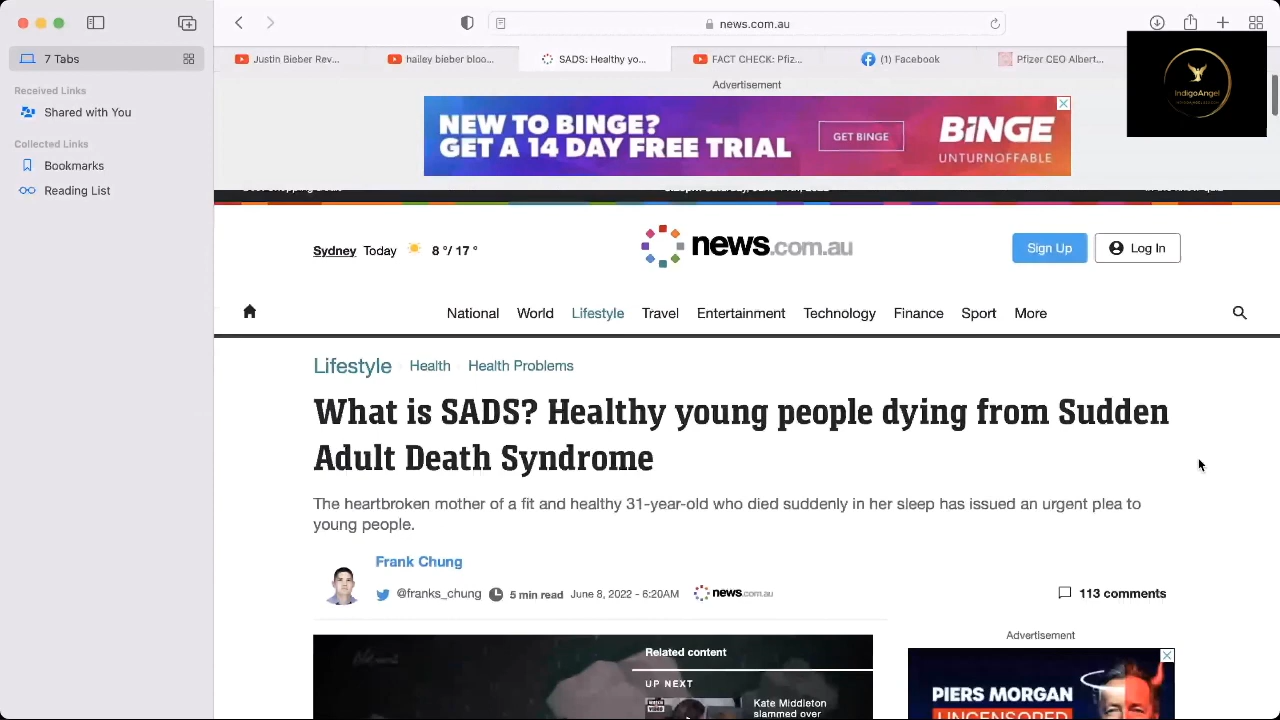 news.com.au
7 Tabs
Justin Bieber Rev...
hailey bieber bloo...
SADS: Healthy yo...
FACT CHECK: Pfiz...
(1) Facebook
Pfizer CEO Albert...
Received Links
Shared with You
Collected Links
Bookmarks
Reading List
IndigoAngel
Advertisement
NEW TO BINGE?
GET A 14 DAY FREE TRIAL
GET BINGE
BiNGE
UNTURNOFFABLE
Sydney Today 8 °/ 17 °
news.com.au
Sign Up
Log In
National World Lifestyle Travel Entertainment Technology Finance Sport More
Lifestyle Health Health Problems
What is SADS? Healthy young people dying from Sudden
Adult Death Syndrome
The heartbroken mother of a fit and healthy 31-year-old who died suddenly in her sleep has issued an urgent plea to
young people.
Frank Chung
@franks_chung 5 min read June 8, 2022 - 6:20AM news.com.au
113 comments
Advertisement
Related content
UP NEXT
Kate Middleton
slammed over
PIERS MORGAN
UNCENSORED